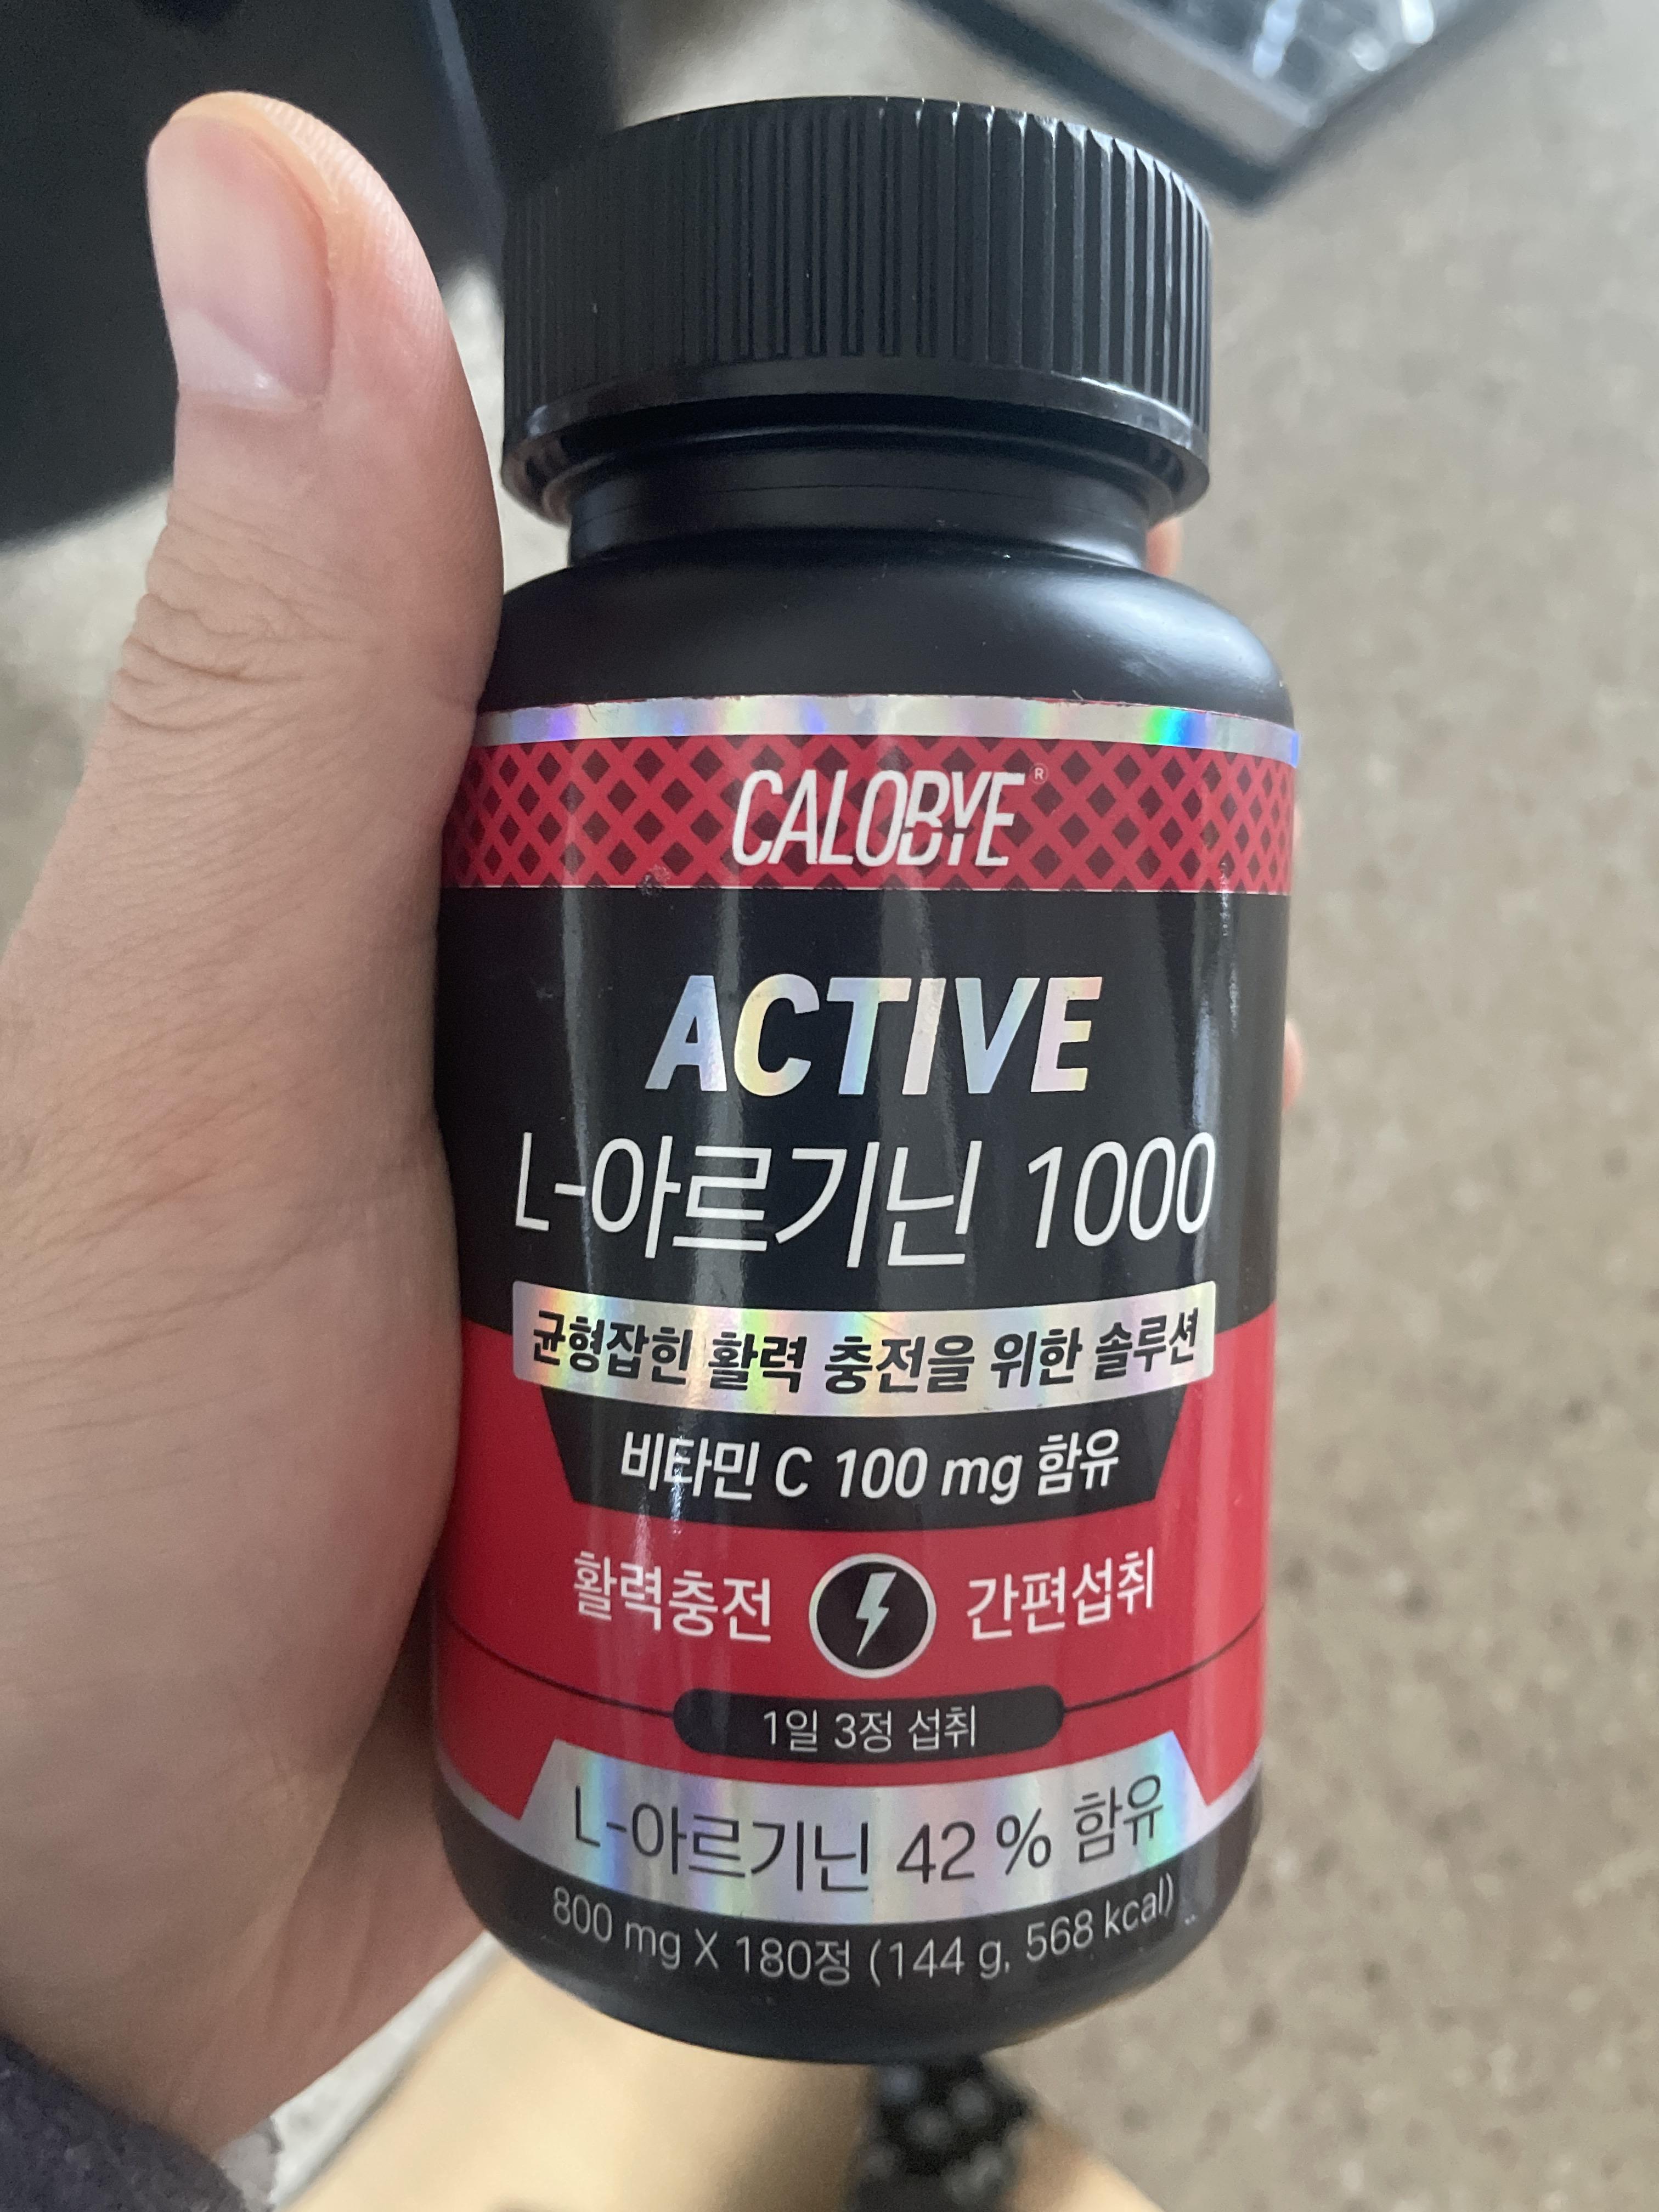 CALOBYE®
ACTIVE
L-아르기닌 1000
균형잡힌 활력 충전을 위한 솔루션
비타민 C 100 mg 함유
활력충전 간편섭취
1일 3정 섭취
L-아르기닌 42 % 함유
800 mg X 180정 (144 g, 568 kcal)